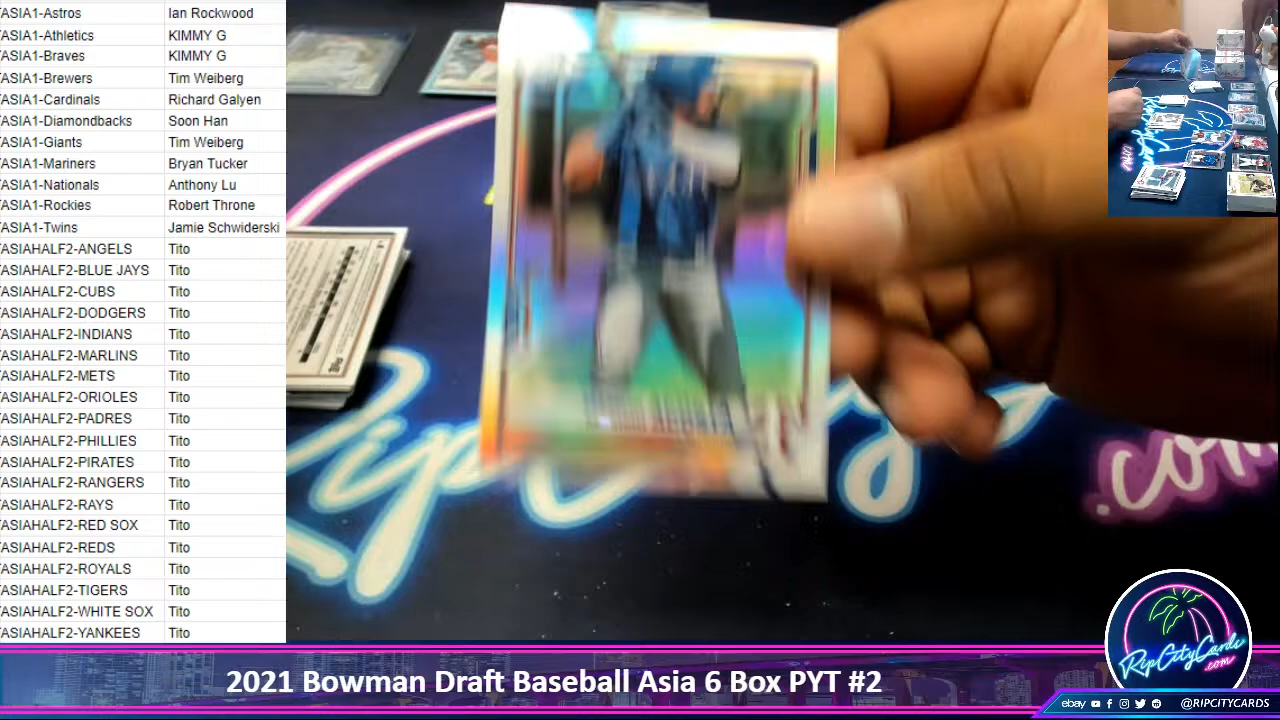 ASIA1-Astros Ian Rockwood
ASIA1-Athletics KIMMY G
ASIA1-Braves KIMMY G
ASIA1-Brewers Tim Weiberg
ASIA1-Cardinals Richard Galyen
ASIA1-Diamondbacks Soon Han
ASIA1-Giants Tim Weiberg
ASIA1-Mariners Bryan Tucker
ASIA1-Nationals Anthony Lu
ASIA1-Rockies Robert Throne
ASIA1-Twins Jamie Schwiderski
ASIAHALF2-ANGELS Tito
ASIAHALF2-BLUE JAYS Tito
ASIAHALF2-CUBS Tito
ASIAHALF2-DODGERS Tito
ASIAHALF2-INDIANS Tito
ASIAHALF2-MARLINS Tito
ASIAHALF2-METS Tito
ASIAHALF2-ORIOLES Tito
ASIAHALF2-PADRES Tito
ASIAHALF2-PHILLIES Tito
ASIAHALF2-PIRATES Tito
ASIAHALF2-RANGERS Tito
ASIAHALF2-RAYS Tito
ASIAHALF2-RED SOX Tito
ASIAHALF2-REDS Tito
ASIAHALF2-ROYALS Tito
ASIAHALF2-TIGERS Tito
ASIAHALF2-WHITE SOX Tito
ASIAHALF2-YANKEES Tito
.com
2021 Bowman Draft Baseball Asia 6 Box PYT #2
RipCityCards
.com
ebay @RIPCITYCARDS